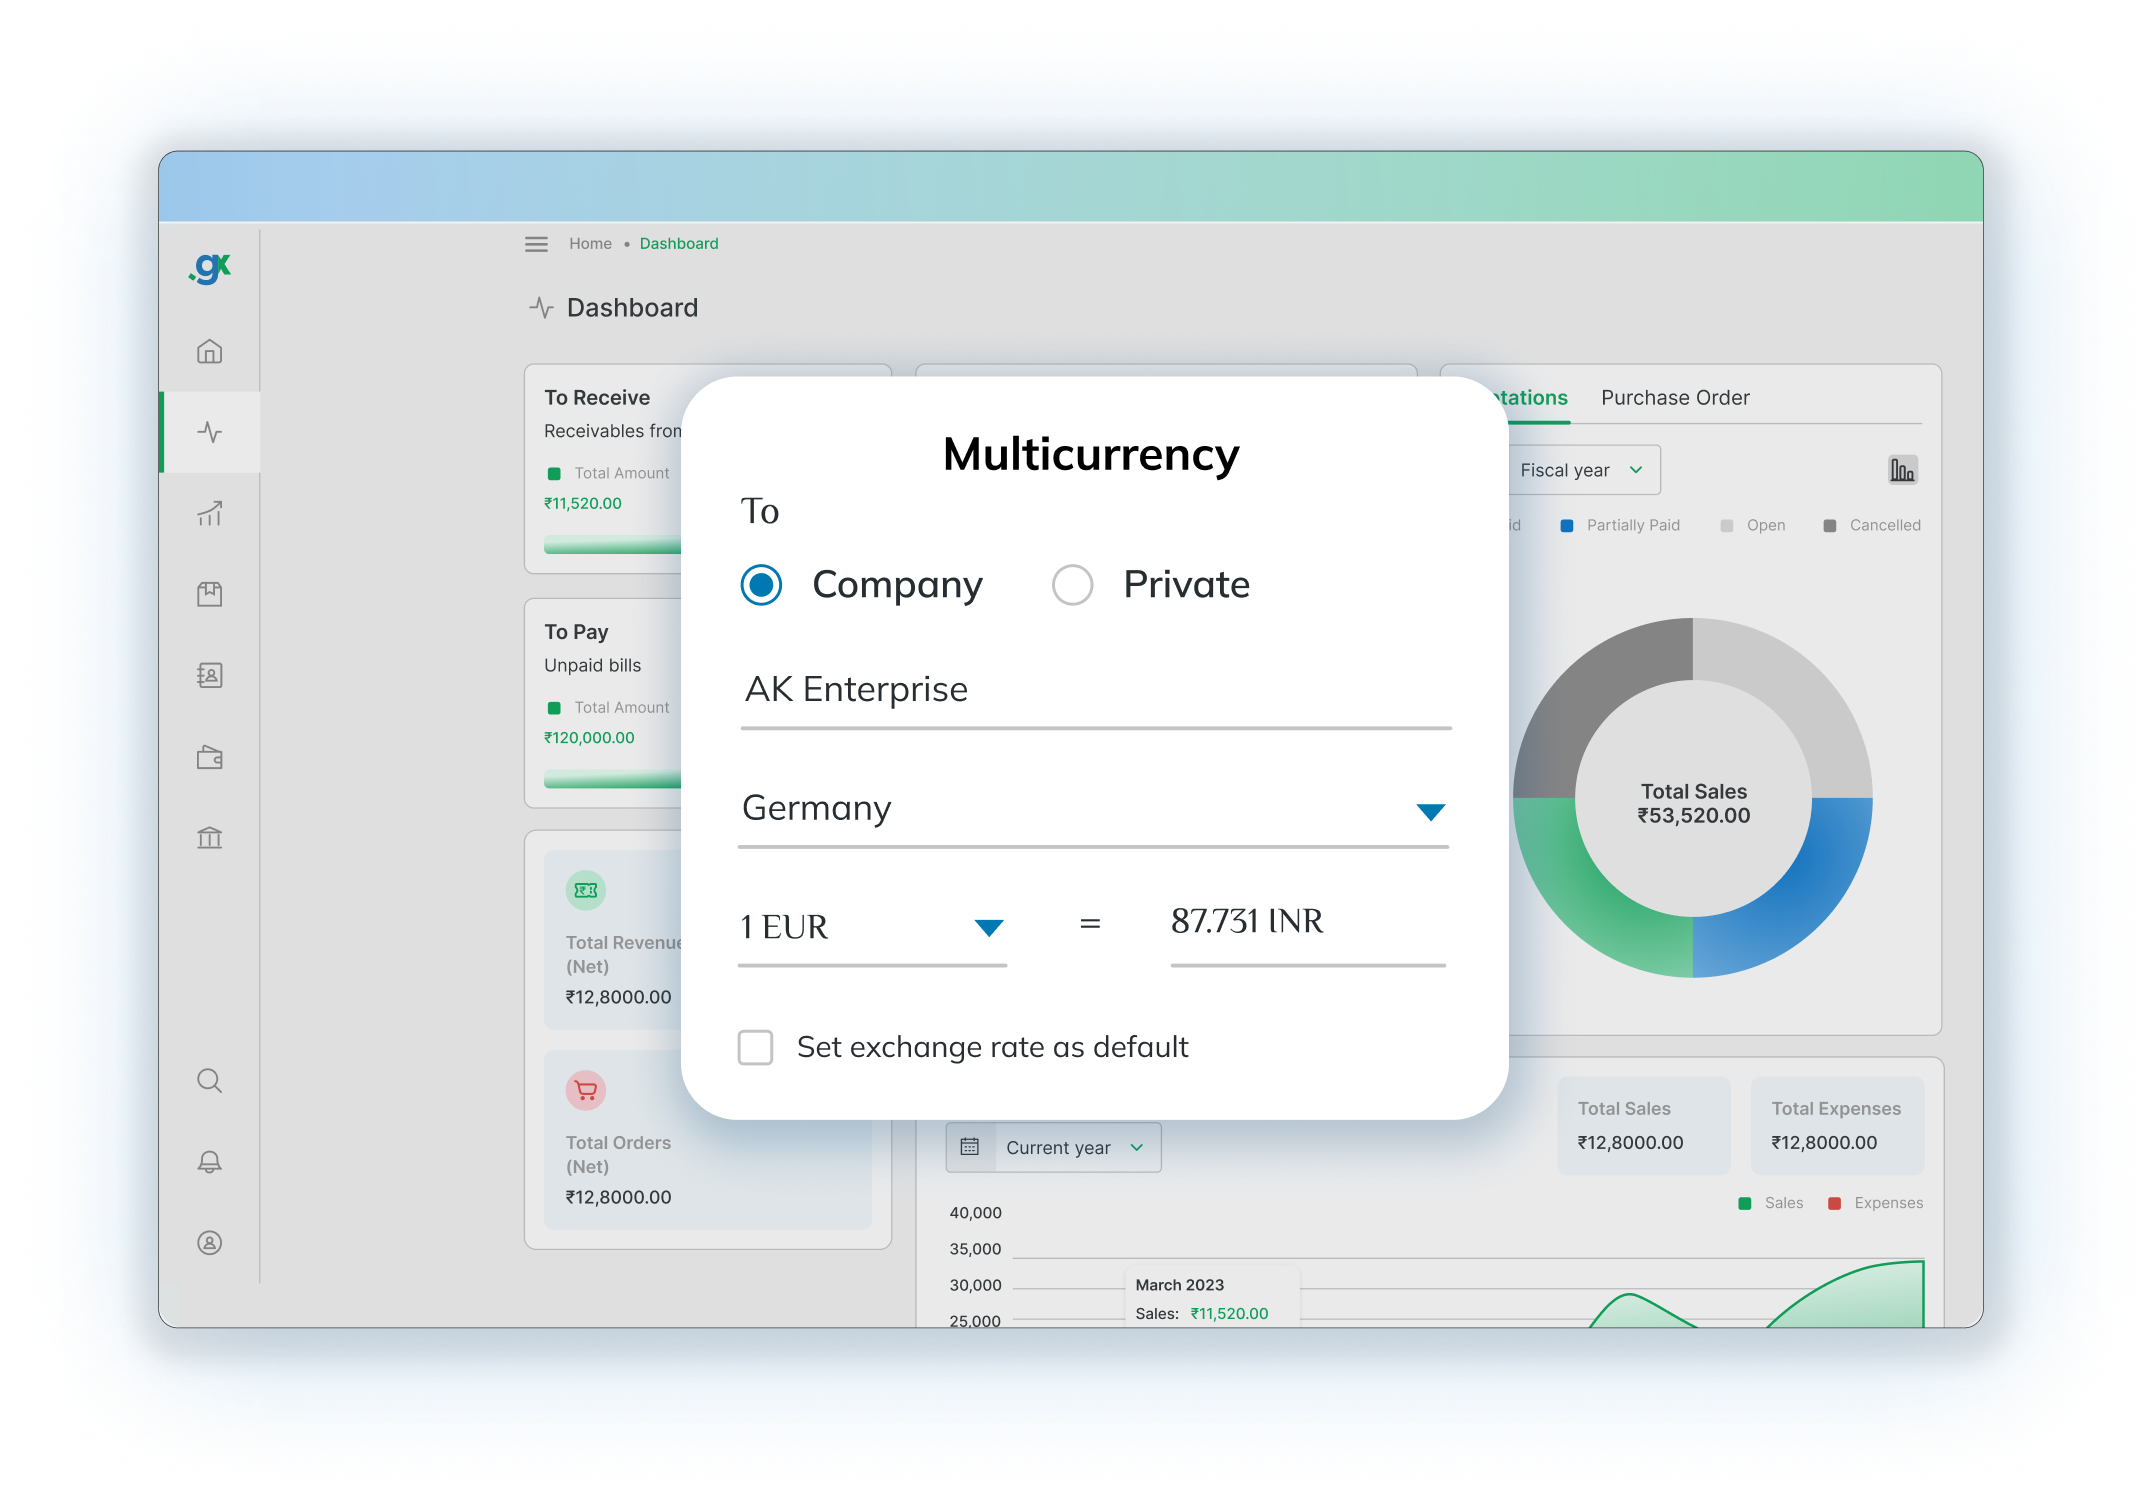 .gx
Home • Dashboard
Dashboard
To Receive
Receivables from
Total Amount
₹11,520.00
To Pay
Unpaid bills
Total Amount
₹120,000.00
Total Revenue
(Net)
₹12,8000.00
Total Orders
(Net)
₹12,8000.00
Multicurrency
To
Company Private
AK Enterprise
Germany
1 EUR = 87.731 INR
Set exchange rate as default
Purchase Order
Fiscal year
Partially Paid Open Cancelled
Total Sales
₹53,520.00
Current year
Total Sales
₹12,8000.00
Total Expenses
₹12,8000.00
Sales Expenses
40,000
35,000
30,000
25,000
March 2023
Sales: ₹11,520.00